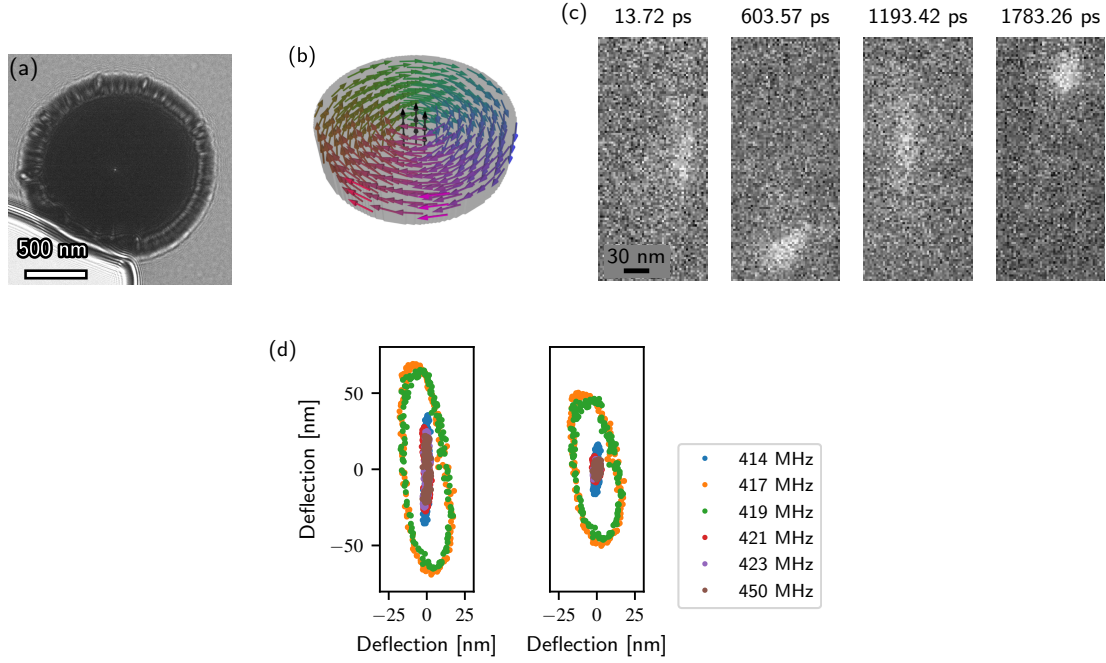 (a)
500 nm
(b)
(c)
13.72 ps
603.57 ps
1193.42 ps
1783.26 ps
30 nm
(d)
Deflection [nm]
50
0
−50
−25
0
25
Deflection [nm]
−25
0
25
Deflection [nm]
414 MHz
417 MHz
419 MHz
421 MHz
423 MHz
450 MHz